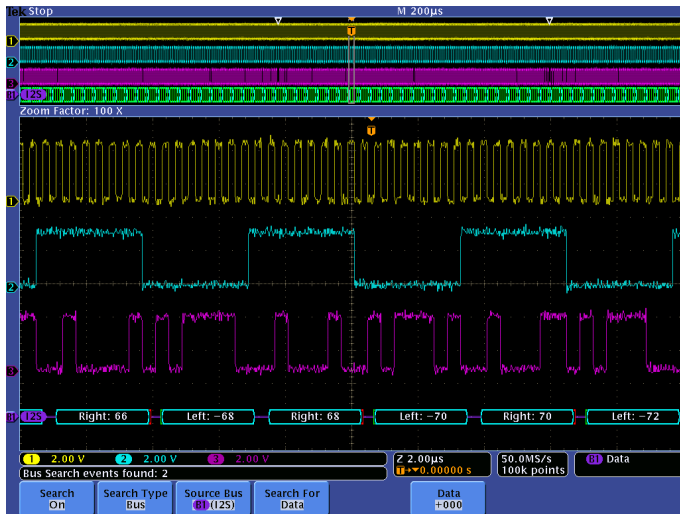 Tek Stop M 200µs
T
1
2
3
B1 I2S
Zoom Factor: 100 X
T
1
2
3
B1 I2S Right: 66 Left: -68 Right: 68 Left: -70 Right: 70 Left: -72
1 2.00 V 2 2.00 V 3 2.00 V Z 2.00µs 50.0MS/s B1 Data
Bus Search events found: 2 T→▼0.00000 s 100k points
Search Search Type Source Bus Search For Data
On Bus B1 (I2S) Data +000